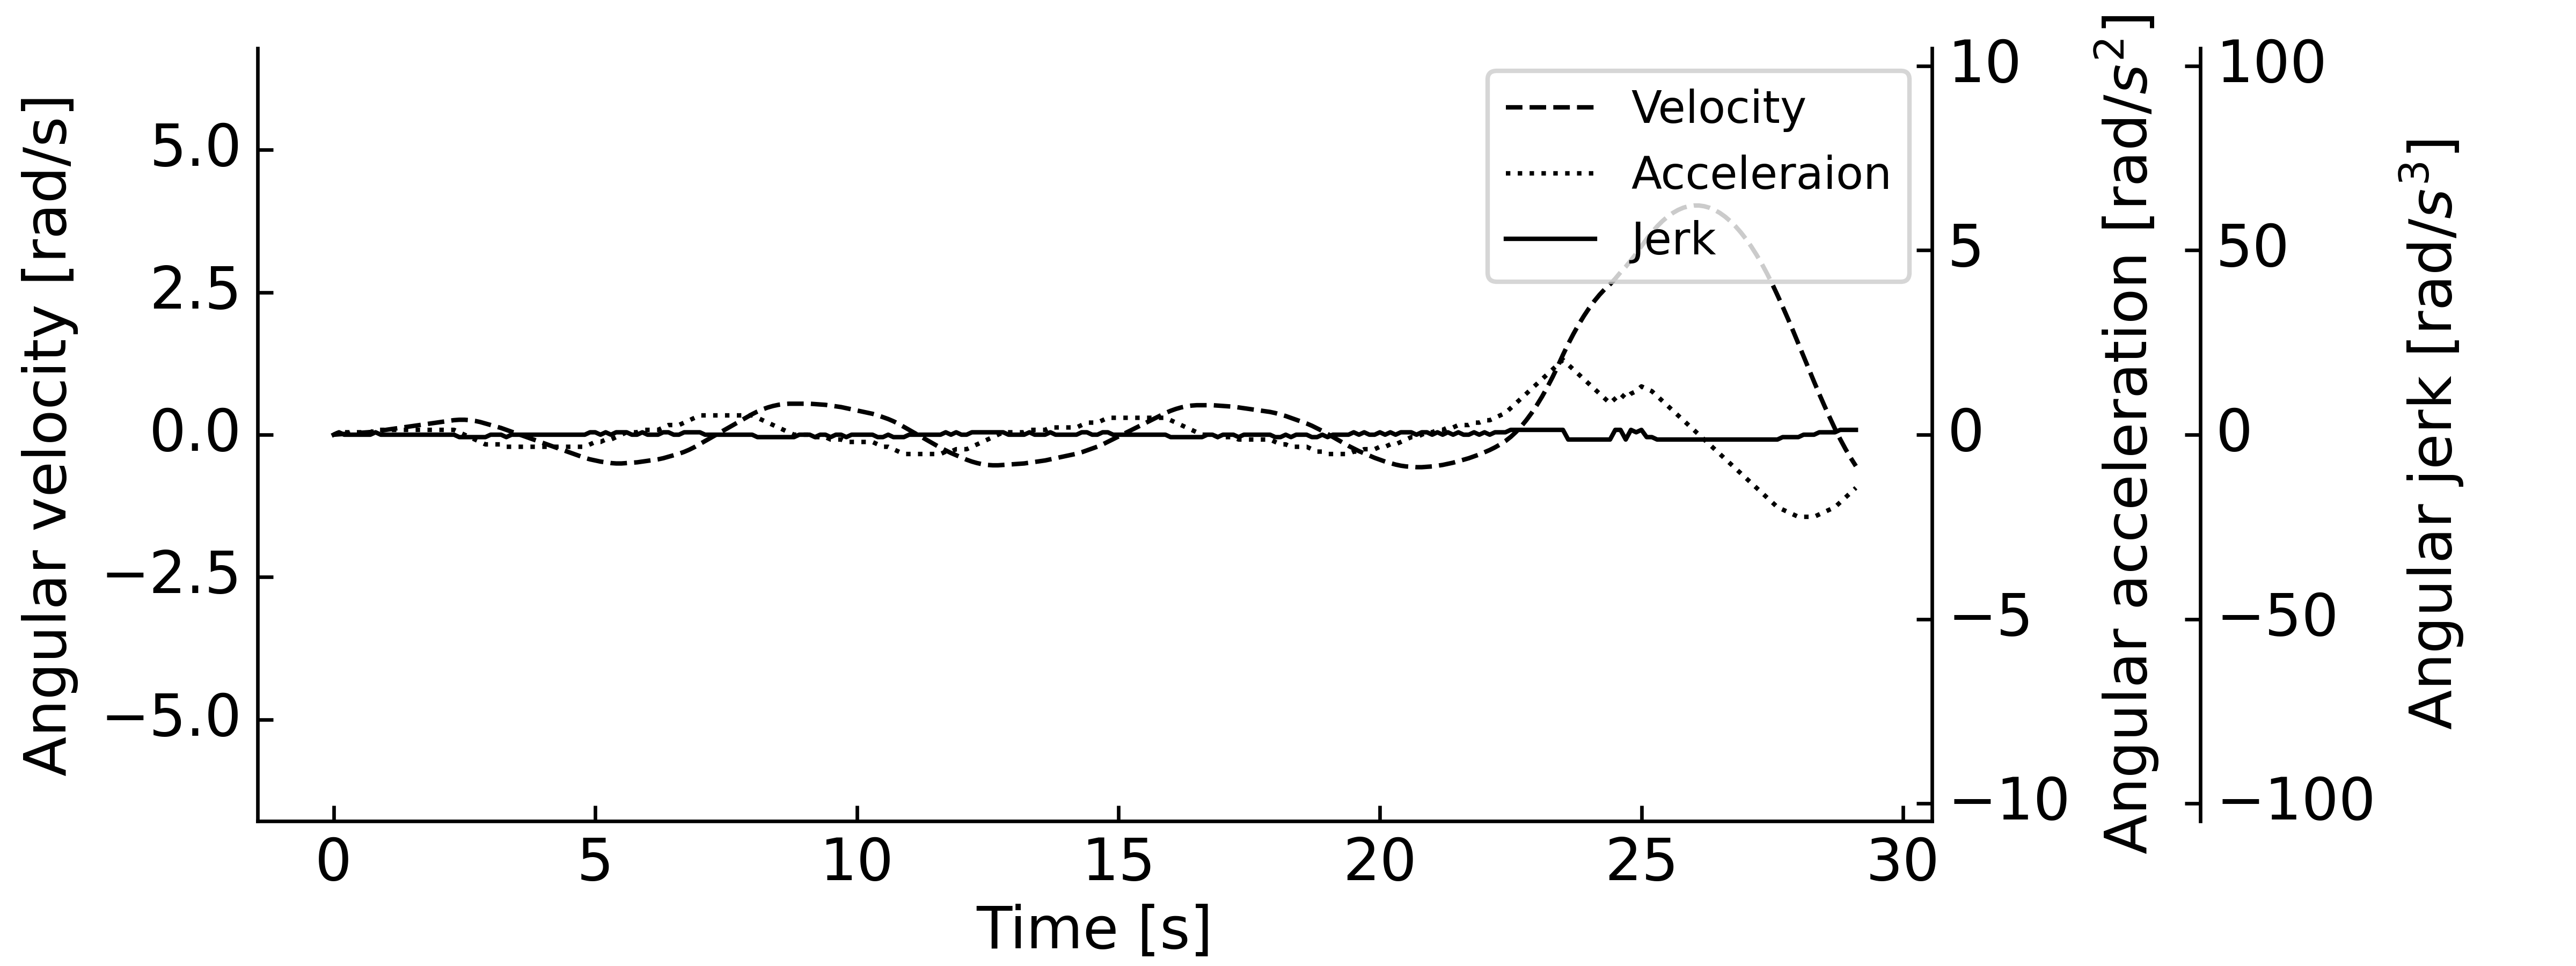 Angular velocity [rad/s]
5.0
2.5
0.0
−2.5
−5.0
0 5 10 15 20 25 30
Time [s]
Velocity
Acceleraion
Jerk
10
5
0
−5
−10
Angular acceleration [rad/s²]
100
50
0
−50
−100
Angular jerk [rad/s³]